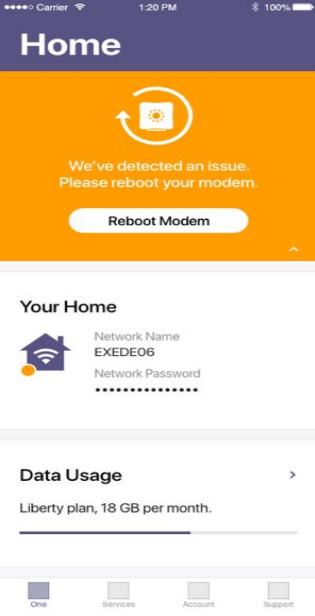 Carrier 1:20 PM 100%
Home
We've detected an issue.
Please reboot your modem.
Reboot Modem
Your Home
Network Name
EXEDE06
Network Password
•••••••••••••••
Data Usage
Liberty plan, 18 GB per month.
One Services Account Support